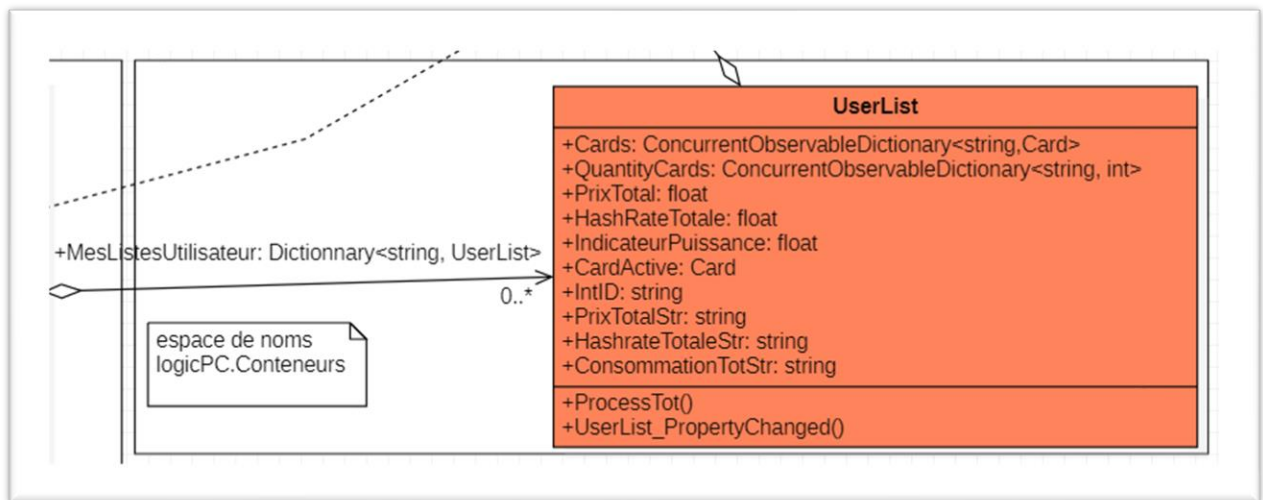 UserList
+Cards: ConcurrentObservableDictionary<string,Card>
+QuantityCards: ConcurrentObservableDictionary<string, int>
+PrixTotal: float
+HashRateTotale: float
+IndicateurPuissance: float
+CardActive: Card
+IntID: string
+PrixTotalStr: string
+HashrateTotaleStr: string
+ConsommationTotStr: string
+ProcessTot()
+UserList_PropertyChanged()
+MesListesUtilisateur: Dictionnary<string, UserList>
0..*
espace de noms
logicPC.Conteneurs